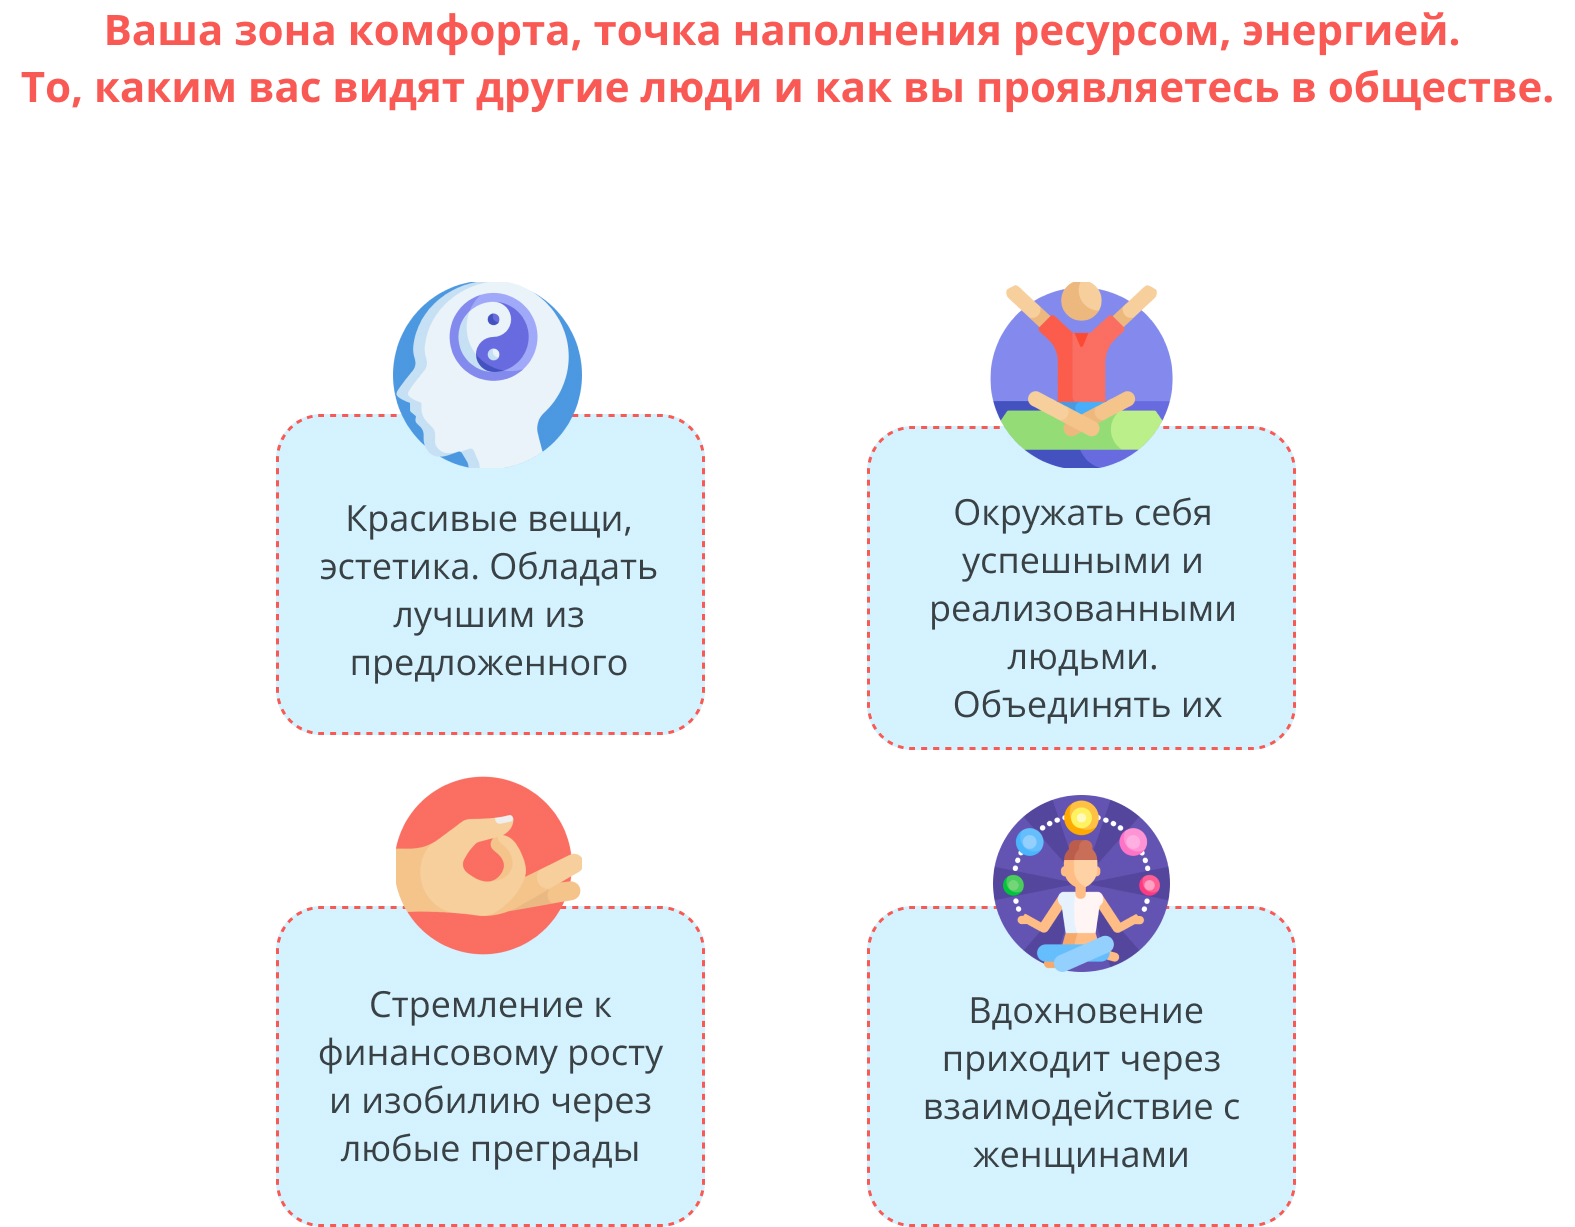 Ваша зона комфорта, точка наполнения ресурсом, энергией.
То, каким вас видят другие люди и как вы проявляетесь в обществе.
Красивые вещи,
эстетика. Обладать
лучшим из
предложенного
Окружать себя
успешными и
реализованными
людьми.
Объединять их
Стремление к
финансовому росту
и изобилию через
любые преграды
Вдохновение
приходит через
взаимодействие с
женщинами